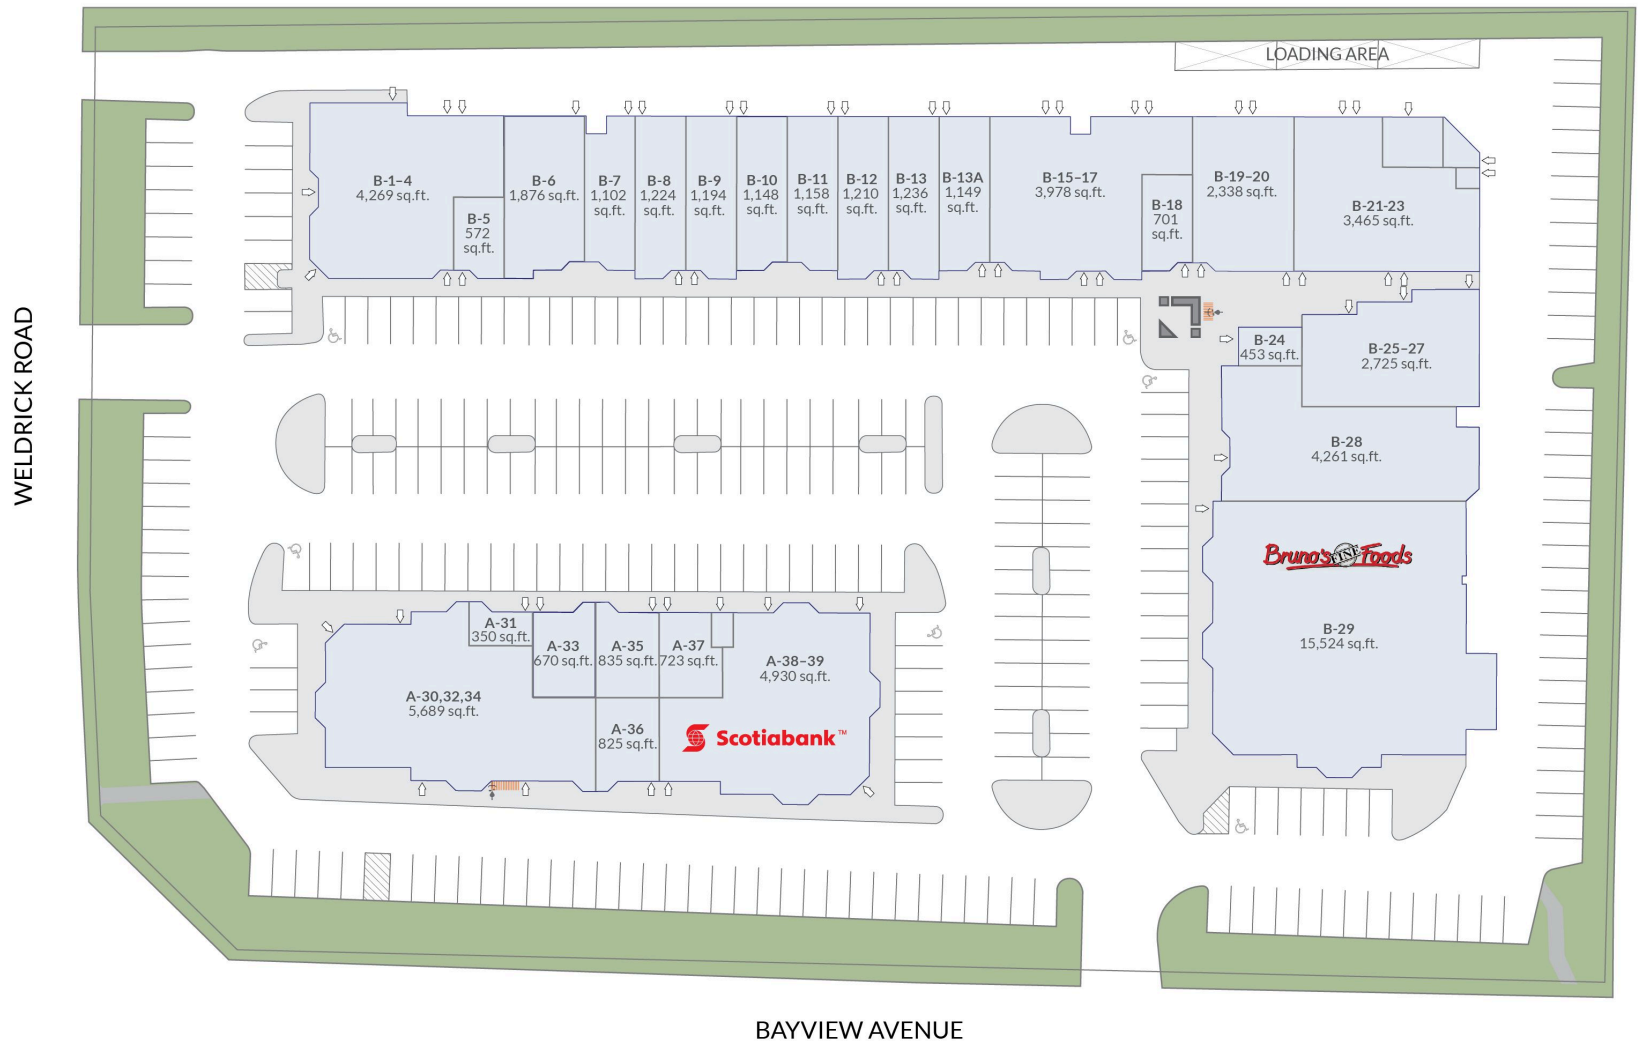 LOADING AREA
B-1–4
4,269 sq.ft.
B-5
572
sq.ft.
B-6
1,876 sq.ft.
B-7
1,102
sq.ft.
B-8
1,224
sq.ft.
B-9
1,194
sq.ft.
B-10
1,148
sq.ft.
B-11
1,158
sq.ft.
B-12
1,210
sq.ft.
B-13
1,236
sq.ft.
B-13A
1,149
sq.ft.
B-15–17
3,978 sq.ft.
B-18
701
sq.ft.
B-19–20
2,338 sq.ft.
B-21-23
3,465 sq.ft.
B-24
453 sq.ft.
B-25–27
2,725 sq.ft.
B-28
4,261 sq.ft.
Bruno's FINE Foods
B-29
15,524 sq.ft.
WELDRICK ROAD
A-31
350 sq.ft.
A-33
670 sq.ft.
A-35
835 sq.ft.
A-37
723 sq.ft.
A-38–39
4,930 sq.ft.
A-30,32,34
5,689 sq.ft.
A-36
825 sq.ft.
Scotiabank™
BAYVIEW AVENUE